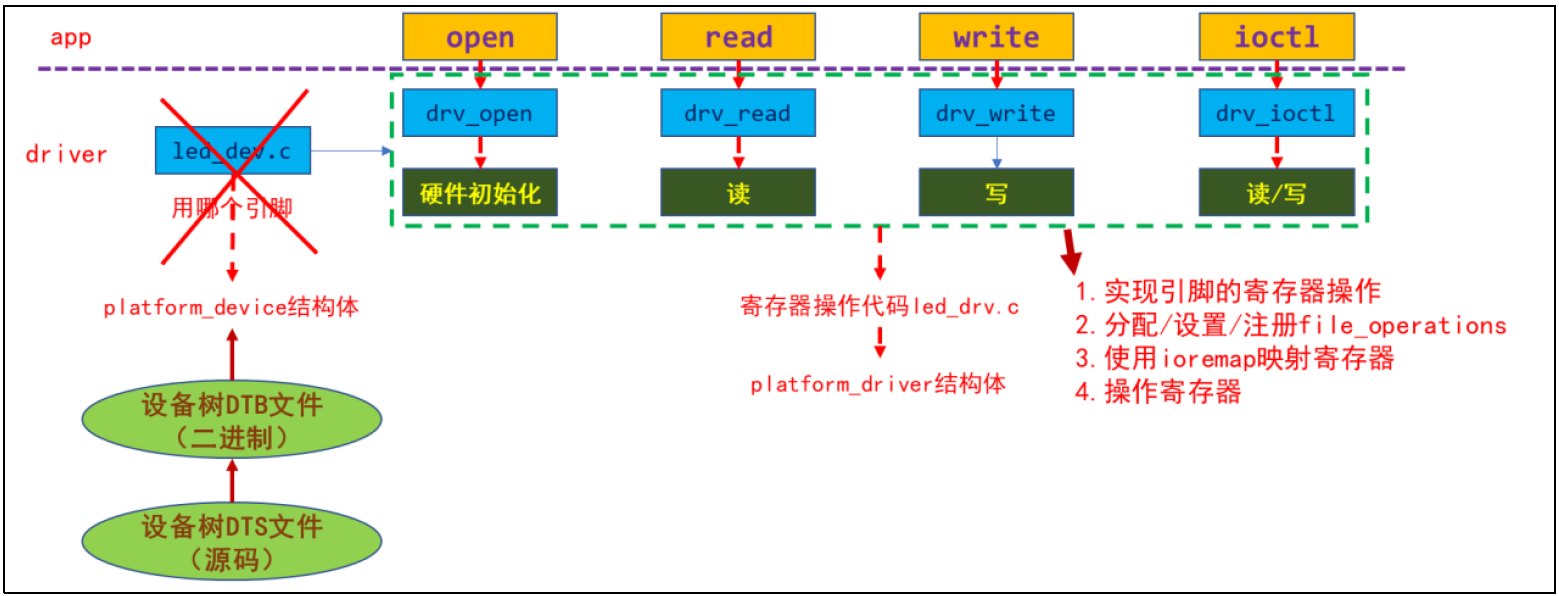 app
open
read
write
ioctl
driver
led_dev.c
drv_open
drv_read
drv_write
drv_ioctl
用哪个引脚
硬件初始化
读
写
读/写
platform_device结构体
寄存器操作代码led_drv.c
platform_driver结构体
1. 实现引脚的寄存器操作
2. 分配/设置/注册file_operations
3. 使用ioremap映射寄存器
4. 操作寄存器
设备树DTB文件
（二进制）
设备树DTS文件
（源码）